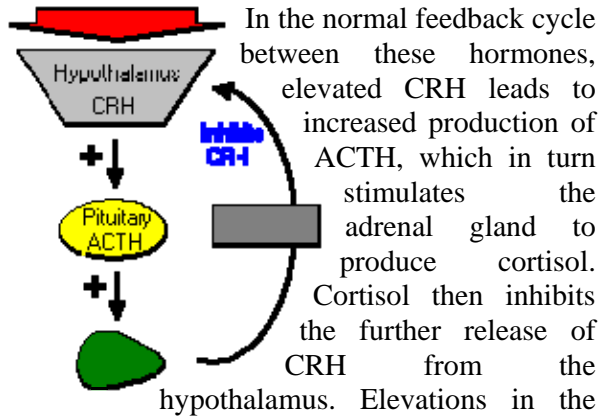 In the normal feedback cycle
between these hormones,
elevated CRH leads to
increased production of
ACTH, which in turn
stimulates the
adrenal gland to
produce cortisol.
Cortisol then inhibits
the further release of
CRH from the
hypothalamus. Elevations in the
Hypothalamus
CRH
Inhibits
+
Pituitary
ACTH
+